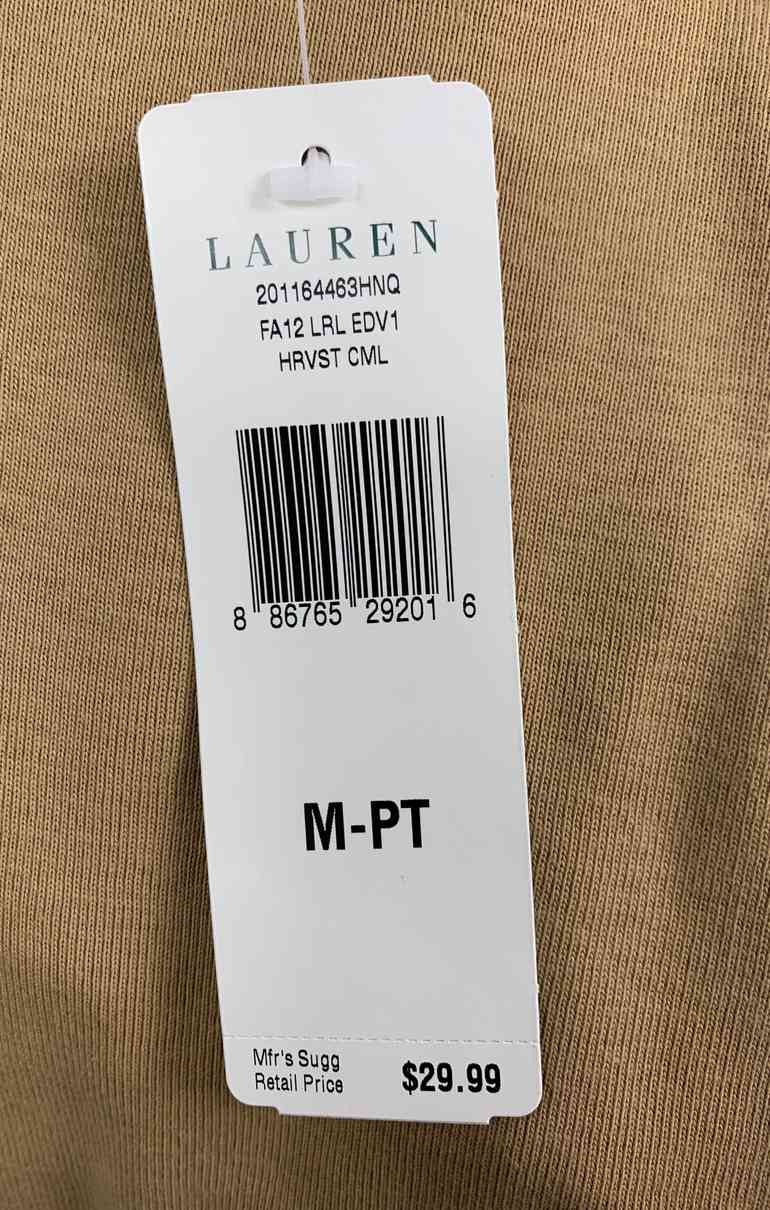 LAUREN
201164463HNQ
FA12 LRL EDV1
HRVST CML
8 86765 29201 6
M-PT
Mfr's Sugg
Retail Price $29.99